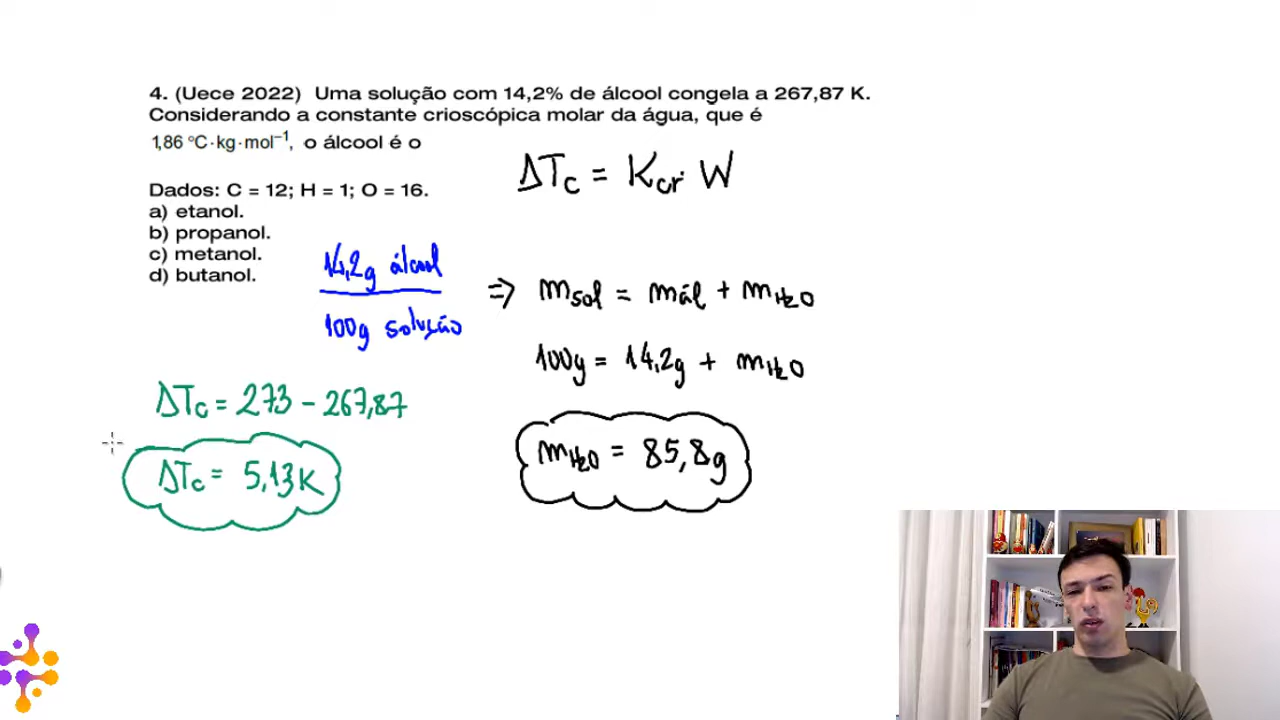 4. (Uece 2022) Uma solução com 14,2% de álcool congela a 267,87 K.
Considerando a constante crioscópica molar da água, que é
1,86 °C·kg·mol⁻¹, o álcool é o
ΔTc = Kcr · W
Dados: C = 12; H = 1; O = 16.
a) etanol.
b) propanol.
c) metanol.
d) butanol.
14,2g álcool
100g solução
⇒ msol = mál + mH2O
100g = 14,2g + mH2O
ΔTc = 273 - 267,87
ΔTc = 5,13K
mH2O = 85,8g